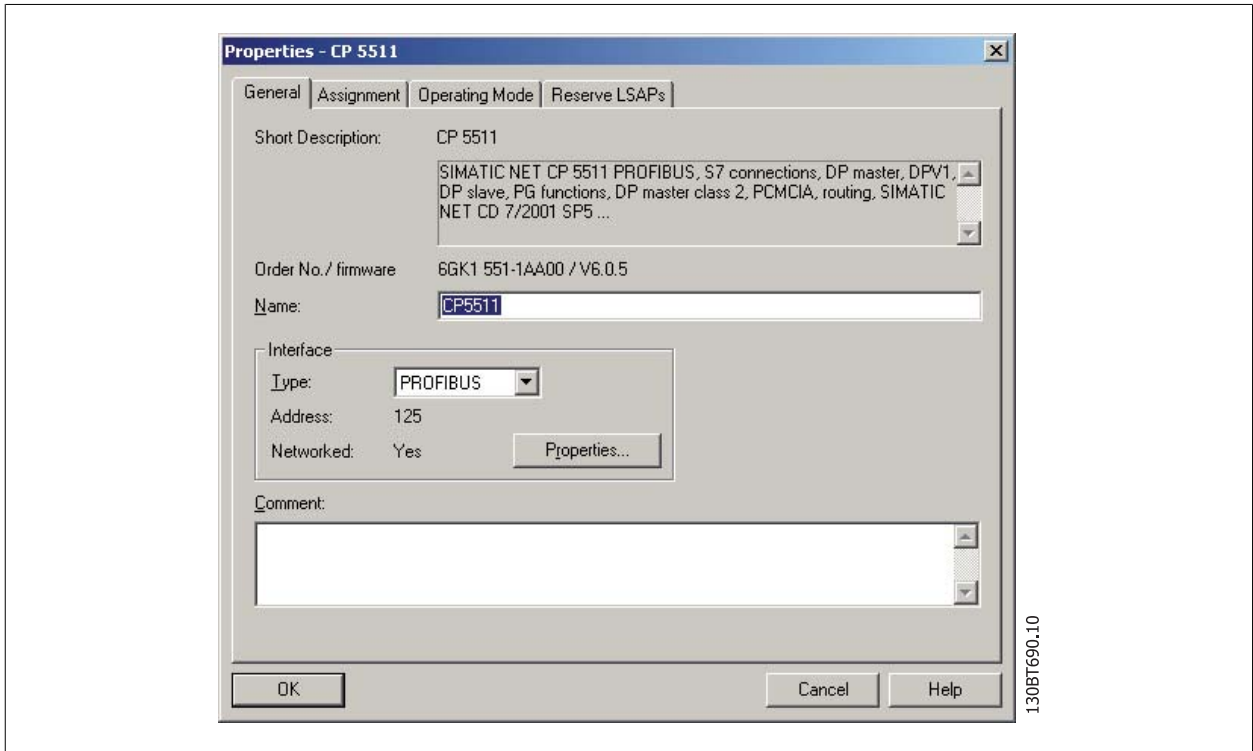 Properties - CP 5511
General Assignment Operating Mode Reserve LSAPs
Short Description: CP 5511
SIMATIC NET CP 5511 PROFIBUS, S7 connections, DP master, DPV1,
DP slave, PG functions, DP master class 2, PCMCIA, routing, SIMATIC
NET CD 7/2001 SP5 ...
Order No./ firmware 6GK1 551-1AA00 / V6.0.5
Name: CP5511
Interface
Type: PROFIBUS
Address: 125
Networked: Yes Properties...
Comment:
OK Cancel Help
130BT690.10